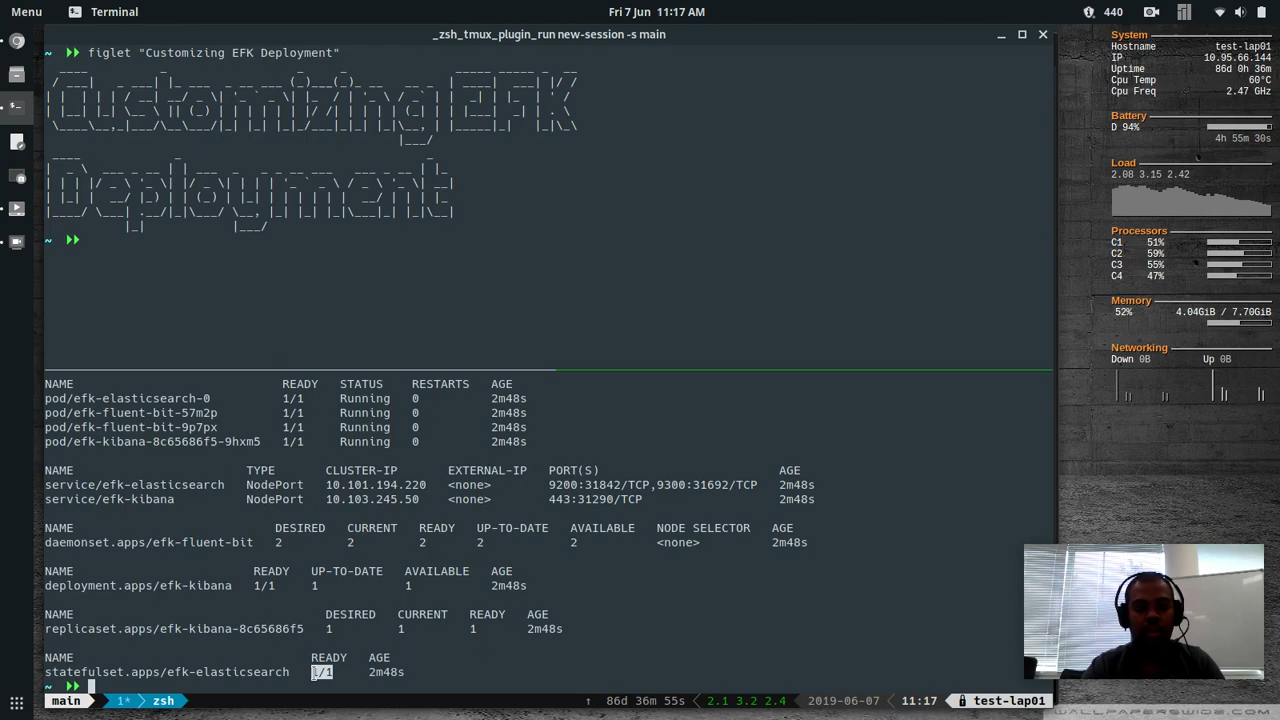 Menu Terminal Fri 7 Jun 11:17 AM 440
_zsh_tmux_plugin_run new-session -s main
~ figlet "Customizing EFK Deployment"
Customizing EFK
Deployment
~
NAME READY STATUS RESTARTS AGE
pod/efk-elasticsearch-0 1/1 Running 0 2m48s
pod/efk-fluent-bit-57m2p 1/1 Running 0 2m48s
pod/efk-fluent-bit-9p7px 1/1 Running 0 2m48s
pod/efk-kibana-8c65686f5-9hxm5 1/1 Running 0 2m48s
NAME TYPE CLUSTER-IP EXTERNAL-IP PORT(S) AGE
service/efk-elasticsearch NodePort 10.101.194.220 <none> 9200:31842/TCP,9300:31692/TCP 2m48s
service/efk-kibana NodePort 10.103.245.50 <none> 443:31290/TCP 2m48s
NAME DESIRED CURRENT READY UP-TO-DATE AVAILABLE NODE SELECTOR AGE
daemonset.apps/efk-fluent-bit 2 2 2 2 2 <none> 2m48s
NAME READY UP-TO-DATE AVAILABLE AGE
deployment.apps/efk-kibana 1/1 1 1 2m48s
NAME DESIRED CURRENT READY AGE
replicaset.apps/efk-kibana-8c65686f5 1 1 1 2m48s
NAME READY AGE
statefulset.apps/efk-elasticsearch 1/1 2m48s
~
main 1* zsh ↑ 86d 36m 55s 2.1 3.2 2.4 2019-06-07 11:17 test-lap01
System
Hostname test-lap01
IP 10.95.66.144
Uptime 86d 0h 36m
Cpu Temp 60°C
Cpu Freq 2.47 GHz
Battery
D 94%
4h 55m 30s
Load
2.08 3.15 2.42
Processors
C1 51%
C2 59%
C3 55%
C4 47%
Memory
52% 4.04GiB / 7.70GiB
Networking
Down 0B Up 0B
WALLPAPERSWIDE.COM